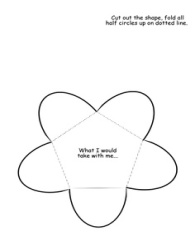 Cut out the shape, fold all
half circles up on dotted line.
What I would
take with me...